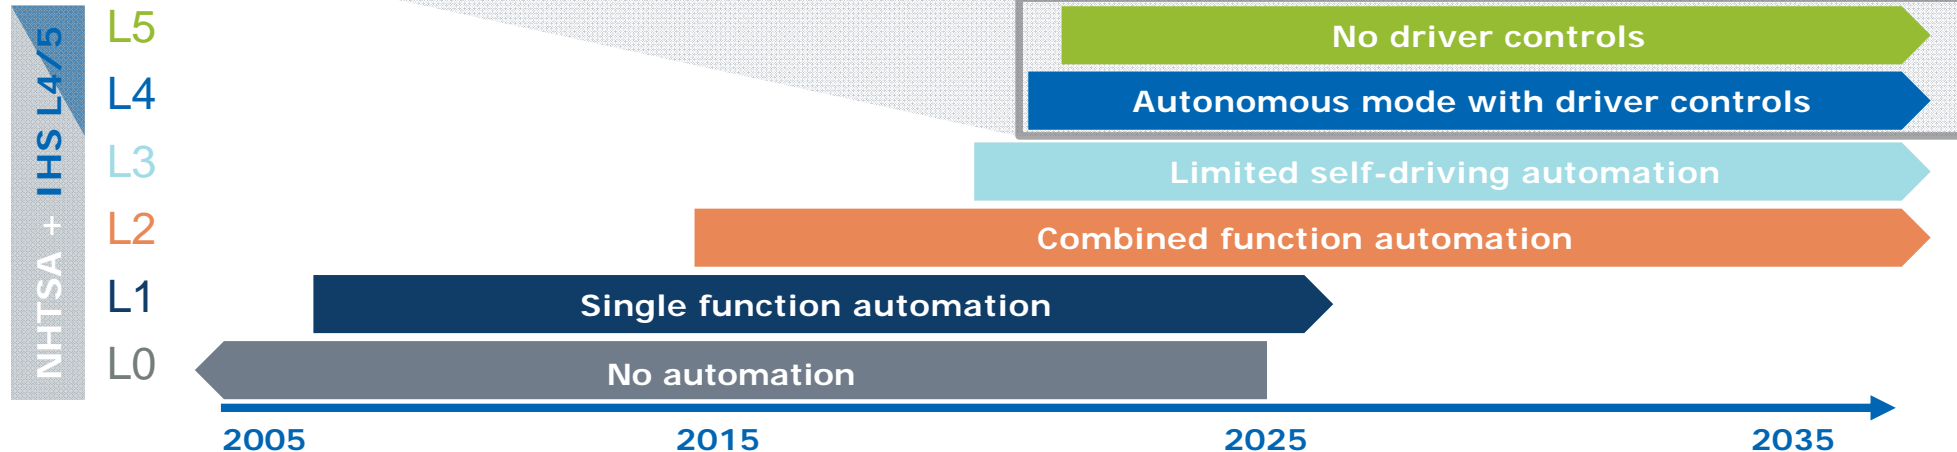 NHTSA + IHS L4/5
L5 No driver controls
L4 Autonomous mode with driver controls
L3 Limited self-driving automation
L2 Combined function automation
L1 Single function automation
L0 No automation
2005 2015 2025 2035